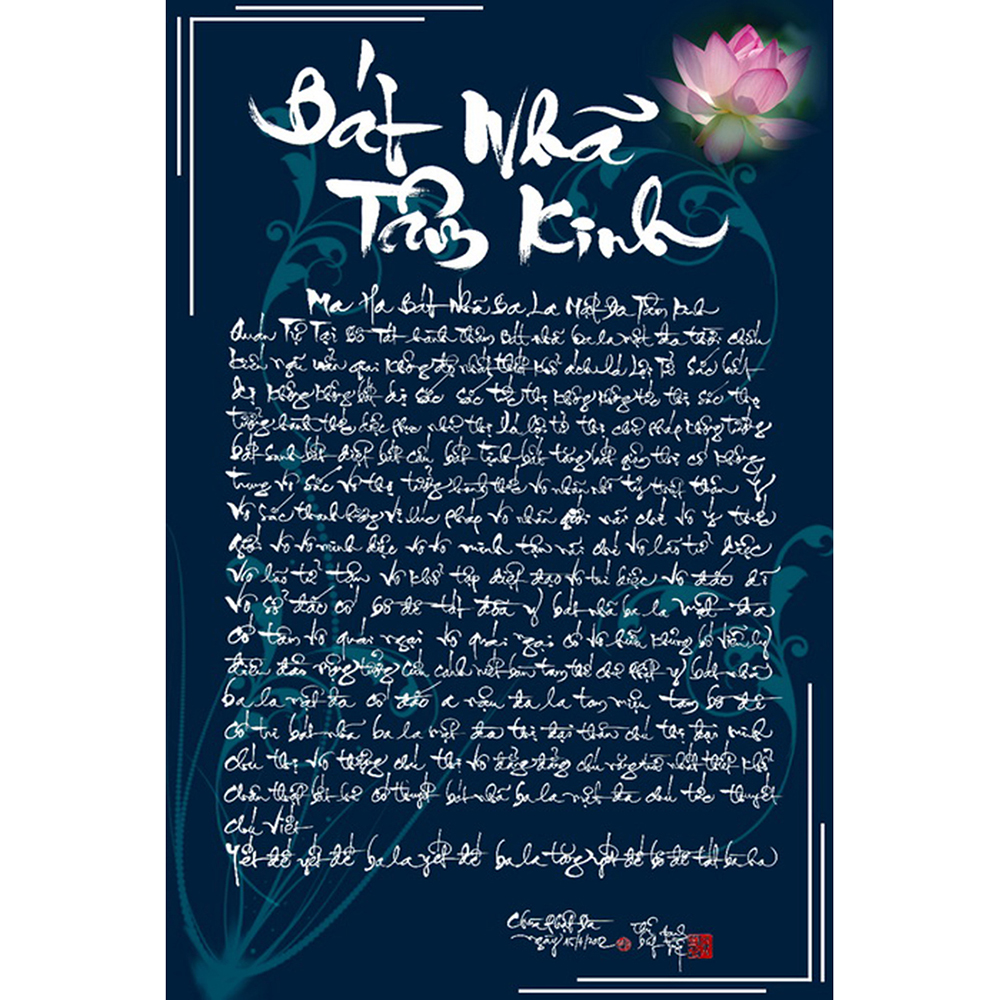 Bát Nhã
Tâm Kinh
Ma Ha Bát Nhã Ba La Mật Đa Tâm Kinh
Quán Tự Tại Bồ Tát hành thâm Bát nhã ba la mật đa thời chiếu
kiến ngũ uẩn giai không độ nhất thiết khổ ách Xá Lợi Tử Sắc bất
dị không không bất dị sắc sắc tức thị không không tức thị sắc thọ
tưởng hành thức diệc phục như thị Xá Lợi tử thị chư pháp không tướng
bất sanh bất diệt bất cấu bất tịnh bất tăng bất giảm thị cố không
trung vô sắc vô thọ tưởng hành thức vô nhãn nhĩ tỷ thiệt thân ý
vô sắc thanh hương vị xúc pháp vô nhãn giới nãi chí vô ý thức
giới vô vô minh diệc vô vô minh tận nãi chí vô lão tử diệc
vô lão tử tận vô khổ tập diệt đạo vô trí diệc vô đắc dĩ
vô sở đắc cố bồ đề tát đỏa y bát nhã ba la mật đa
cố tâm vô quái ngại vô quái ngại cố vô hữu khủng bố viễn ly
điên đảo mộng tưởng cứu cánh niết bàn tam thế chư Phật y bát nhã
ba la mật đa cố đắc a nậu đa la tam miệu tam bồ đề
cố tri bát nhã ba la mật đa thị đại thần chú thị đại minh
chú thị vô thượng chú thị vô đẳng đẳng chú năng trừ nhất thiết khổ
chân thật bất hư cố thuyết bát nhã ba la mật đa chú tức thuyết
chú viết
Yết đế yết đế ba la yết đế ba la tăng yết đế bồ đề tát bà ha
Chùa Phật Đà
ngày 15/4/2012